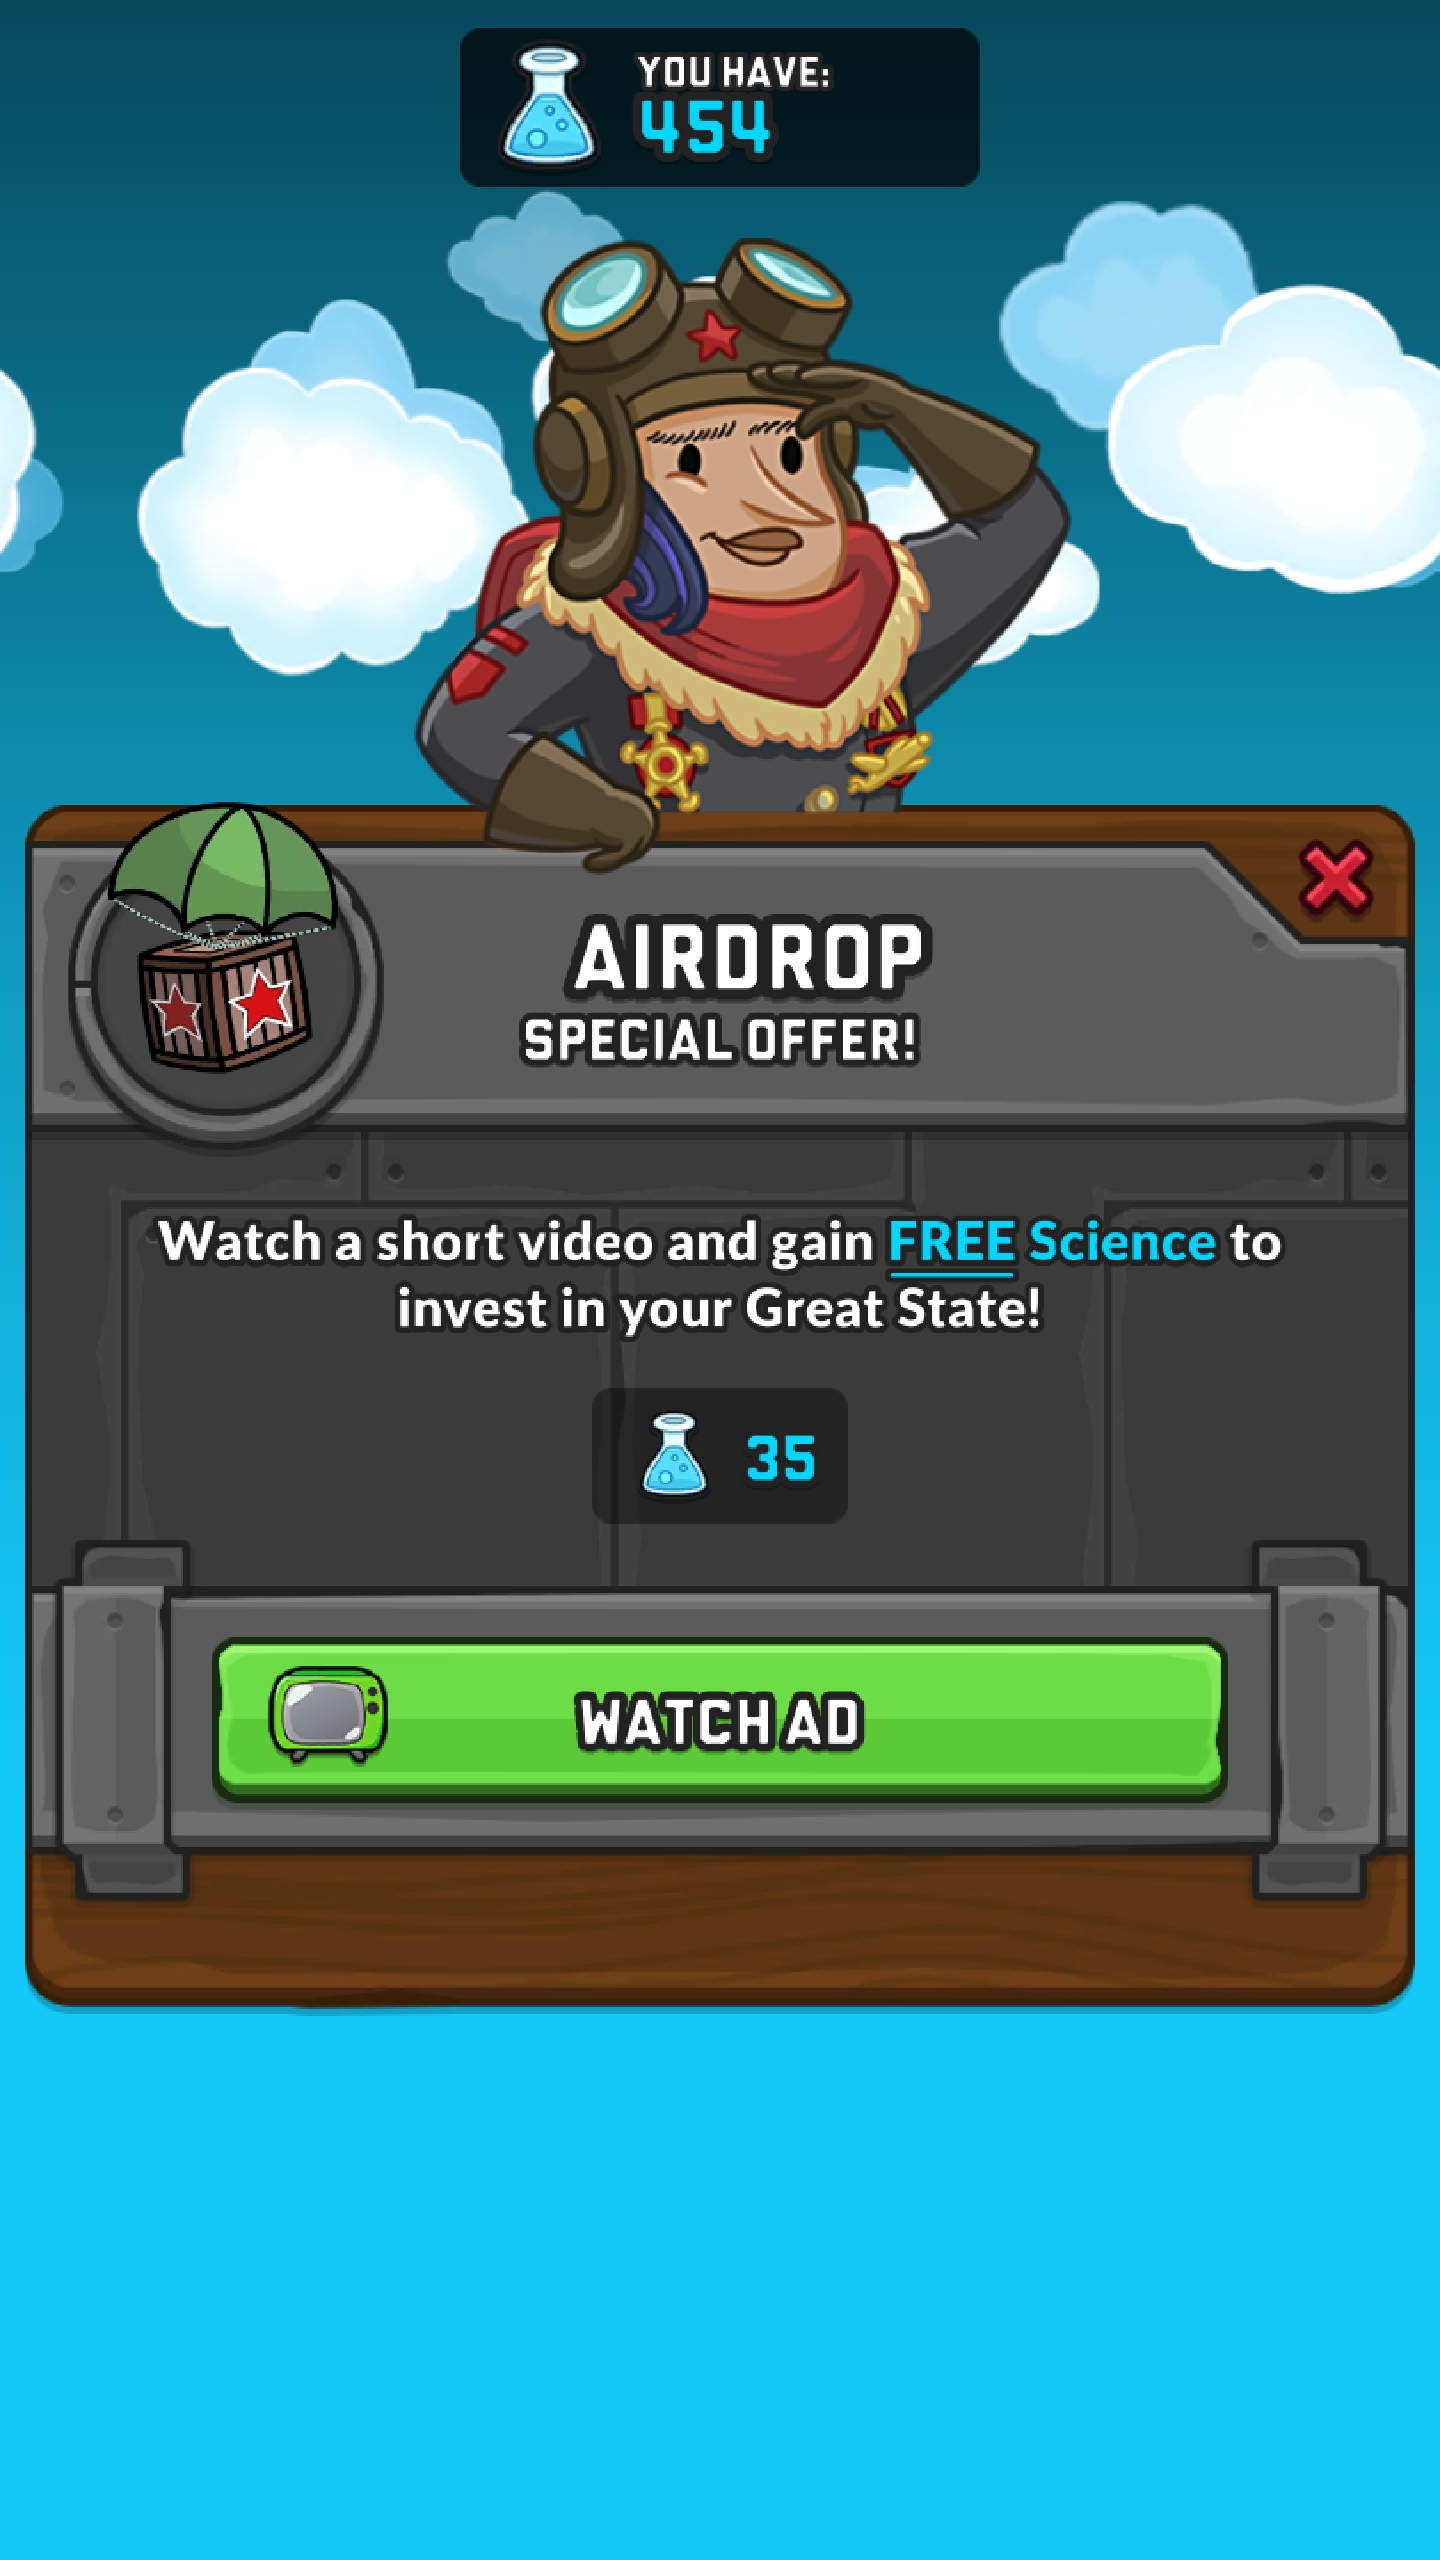 YOU HAVE:
454
AIRDROP
SPECIAL OFFER!
Watch a short video and gain FREE Science to
invest in your Great State!
35
WATCH AD